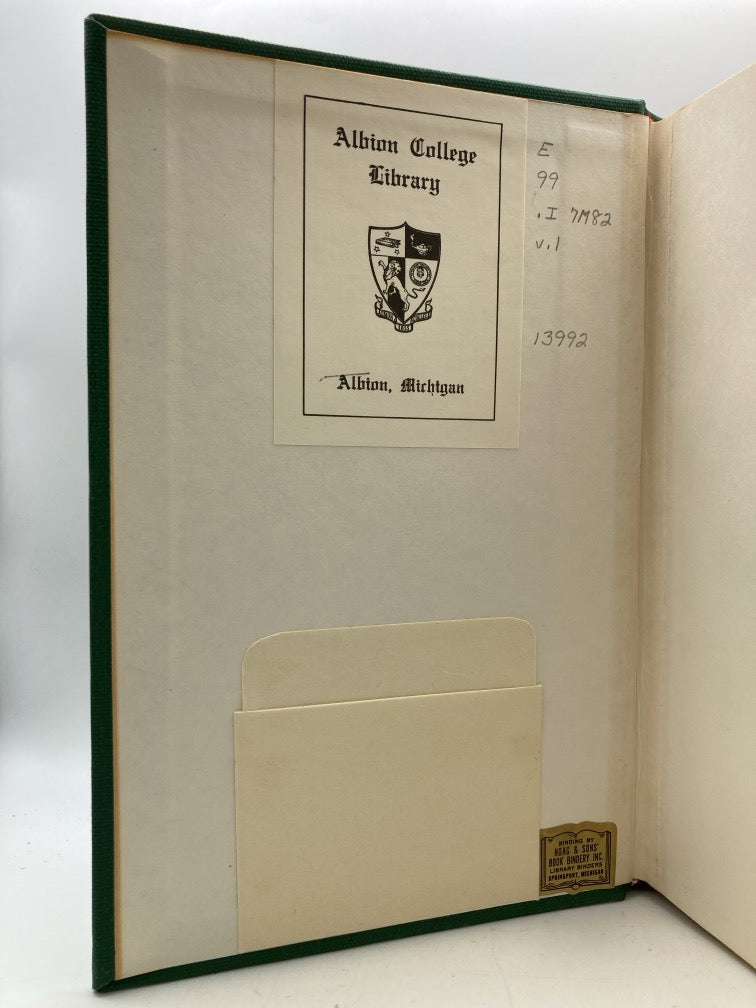 Albion College
Library
Albion, Michigan
E
99
.I 7M82
v.1
13992
BINDING BY
HOAG & SONS'
BOOK BINDERY INC.
LIBRARY BINDERS
SPRINGPORT, MICHIGAN